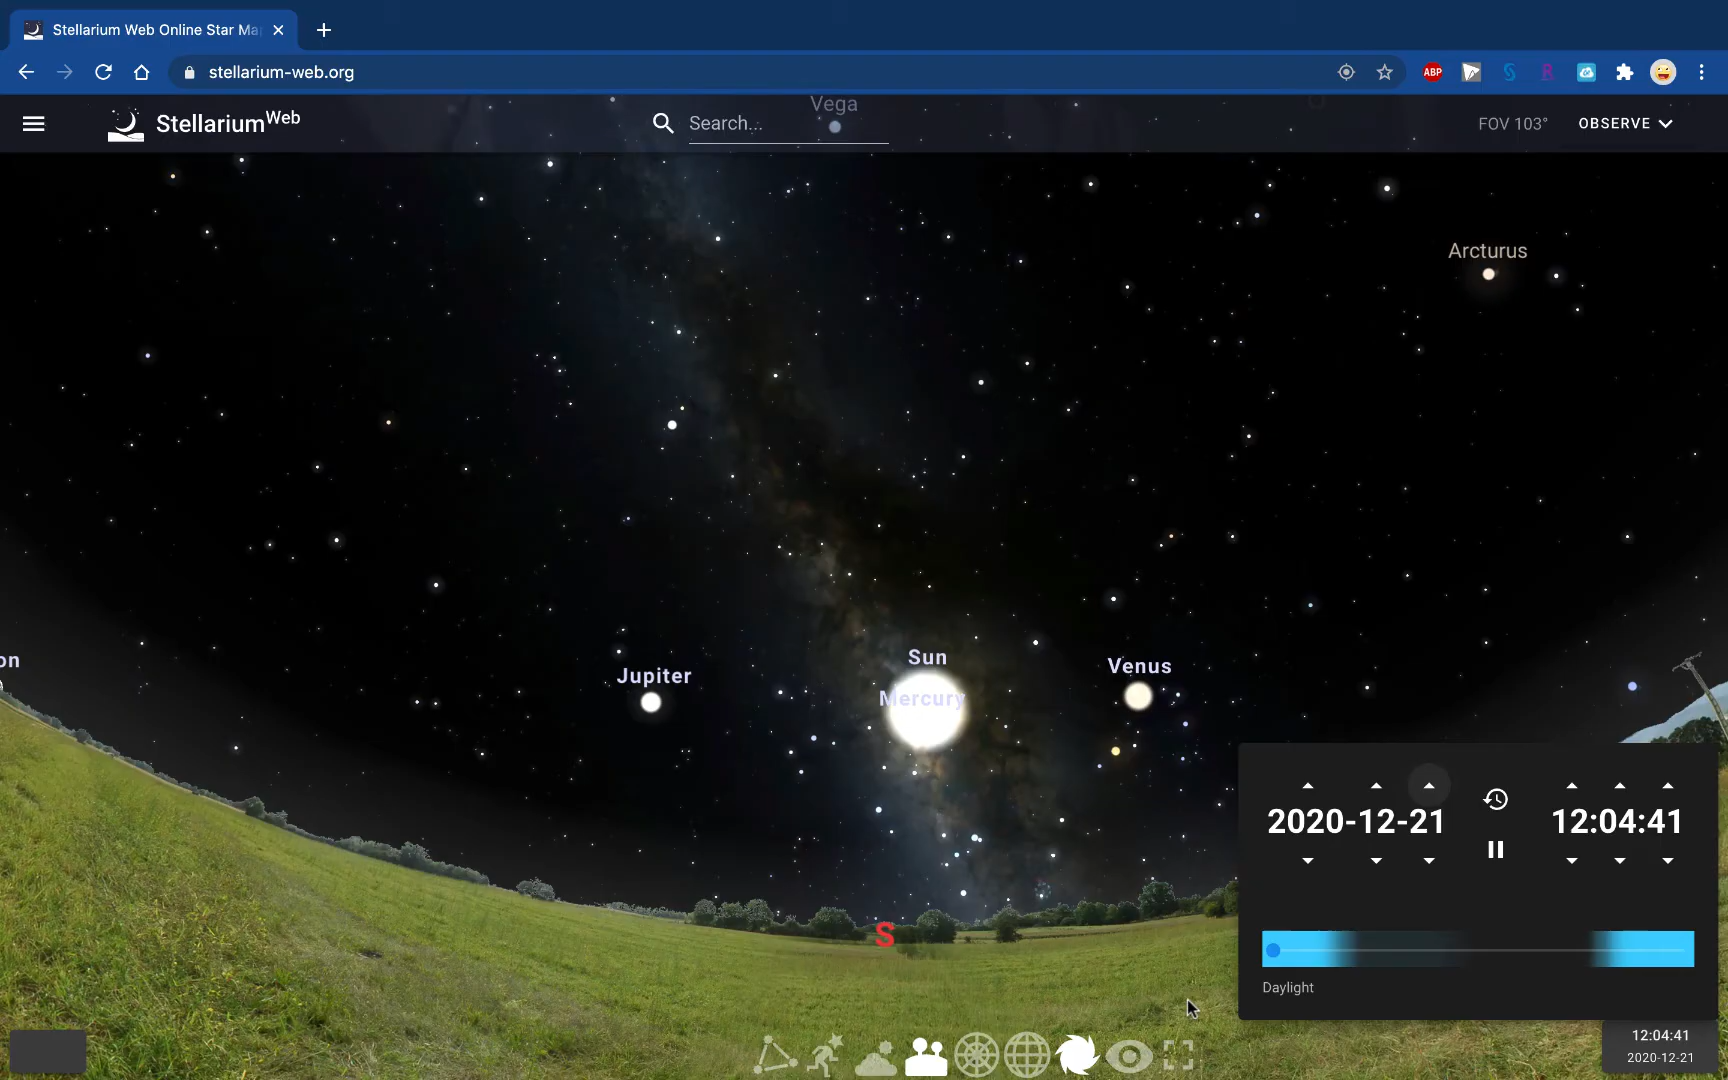 Stellarium Web Online Star Ma
stellarium-web.org
ABP
StellariumWeb
Search...
Vega
FOV 103°
OBSERVE
Arcturus
on
Jupiter
Sun
Mercury
Venus
S
2020-12-21
12:04:41
Daylight
12:04:41
2020-12-21